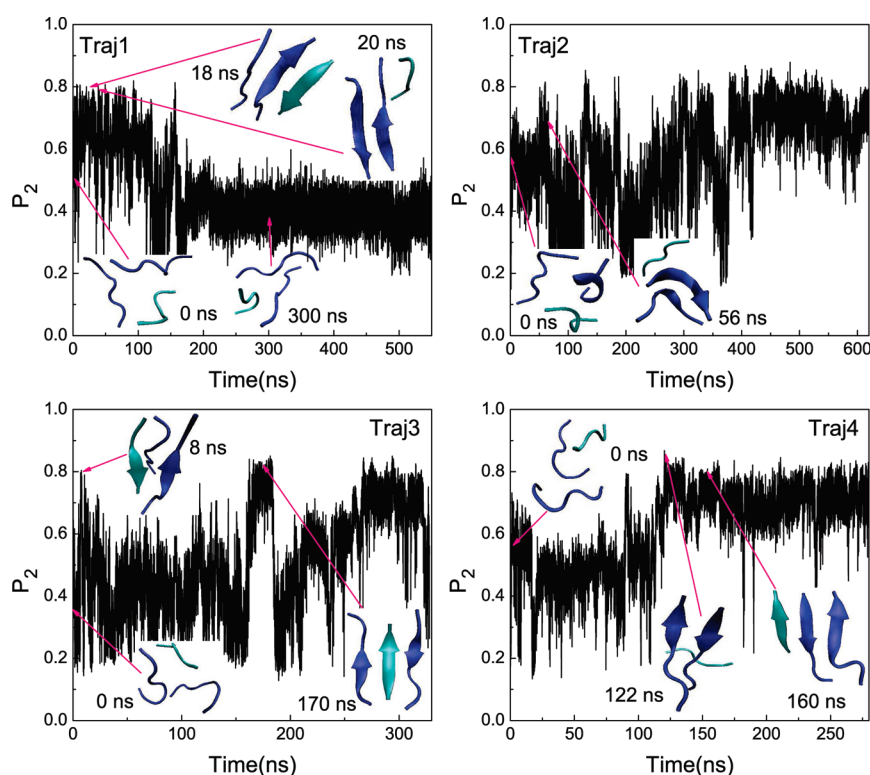 Traj1
1.0
0.8
0.6
0.4
0.2
0.0
P2
18 ns
20 ns
0 ns
300 ns
0 100 200 300 400 500
Time(ns)
Traj2
1.0
0.8
0.6
0.4
0.2
0.0
P2
0 ns
56 ns
0 100 200 300 400 500 600
Time(ns)
Traj3
1.0
0.8
0.6
0.4
0.2
0.0
P2
8 ns
0 ns
170 ns
0 100 200 300
Time(ns)
Traj4
1.0
0.8
0.6
0.4
0.2
0.0
P2
0 ns
122 ns
160 ns
0 50 100 150 200 250
Time(ns)